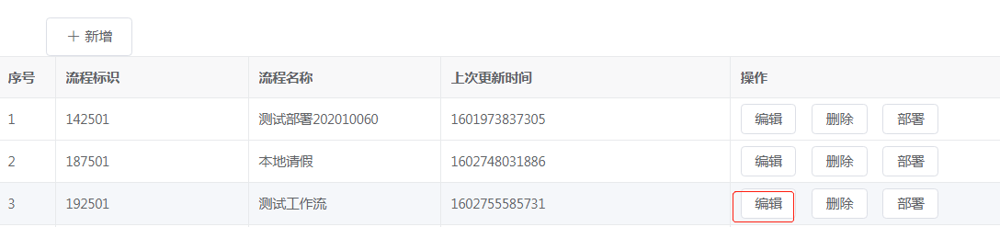 ＋ 新增
序号 流程标识 流程名称 上次更新时间 操作
1 142501 测试部署202010060 1601973837305 编辑 删除 部署
2 187501 本地请假 1602748031886 编辑 删除 部署
3 192501 测试工作流 1602755585731 编辑 删除 部署